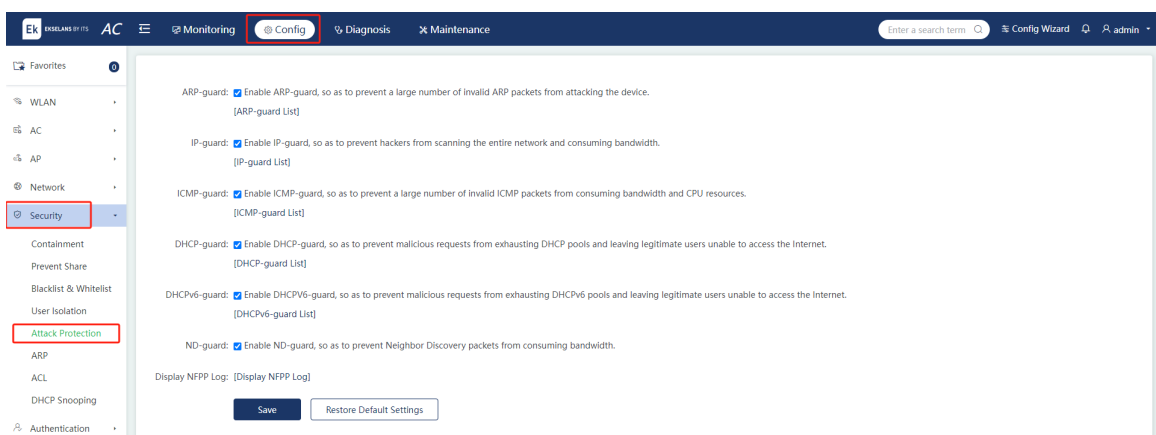 Ek EKSELANS BY ITS AC Monitoring Config Diagnosis Maintenance Enter a search term Config Wizard admin
Favorites 0
WLAN
AC
AP
Network
Security
Containment
Prevent Share
Blacklist & Whitelist
User Isolation
Attack Protection
ARP
ACL
DHCP Snooping
Authentication
ARP-guard: Enable ARP-guard, so as to prevent a large number of invalid ARP packets from attacking the device.
[ARP-guard List]
IP-guard: Enable IP-guard, so as to prevent hackers from scanning the entire network and consuming bandwidth.
[IP-guard List]
ICMP-guard: Enable ICMP-guard, so as to prevent a large number of invalid ICMP packets from consuming bandwidth and CPU resources.
[ICMP-guard List]
DHCP-guard: Enable DHCP-guard, so as to prevent malicious requests from exhausting DHCP pools and leaving legitimate users unable to access the Internet.
[DHCP-guard List]
DHCPv6-guard: Enable DHCPV6-guard, so as to prevent malicious requests from exhausting DHCPv6 pools and leaving legitimate users unable to access the Internet.
[DHCPv6-guard List]
ND-guard: Enable ND-guard, so as to prevent Neighbor Discovery packets from consuming bandwidth.
Display NFPP Log: [Display NFPP Log]
Save Restore Default Settings